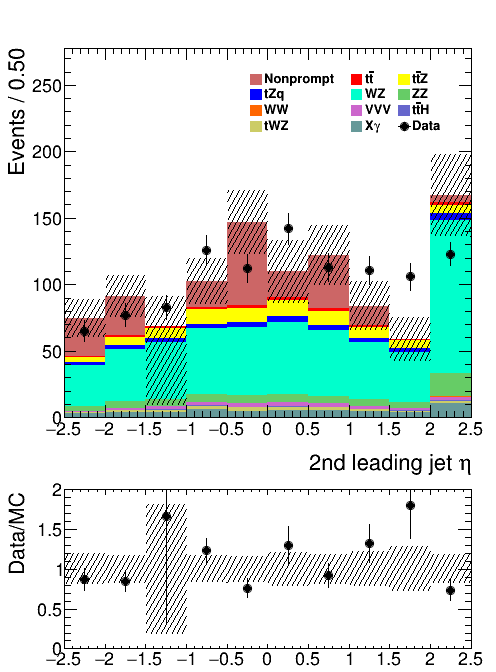 Events / 0.50
250
200
150
100
50
0
Nonprompt tt̄ tt̄Z
tZq WZ ZZ
WW VVV tt̄H
tWZ Xγ Data
−2.5 −2 −1.5 −1 −0.5 0 0.5 1 1.5 2 2.5
2nd leading jet η
Data/MC
2
1.5
1
0.5
0
−2.5 −2 −1.5 −1 −0.5 0 0.5 1 1.5 2 2.5